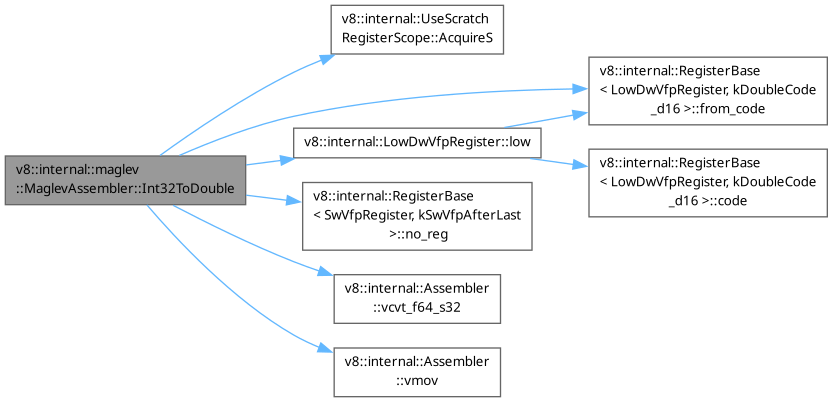 v8::internal::UseScratch
RegisterScope::AcquireS
v8::internal::RegisterBase
< LowDwVfpRegister, kDoubleCode
_d16 >::from_code
v8::internal::LowDwVfpRegister::low
v8::internal::maglev
::MaglevAssembler::Int32ToDouble
v8::internal::RegisterBase
< LowDwVfpRegister, kDoubleCode
_d16 >::code
v8::internal::RegisterBase
< SwVfpRegister, kSwVfpAfterLast
>::no_reg
v8::internal::Assembler
::vcvt_f64_s32
v8::internal::Assembler
::vmov